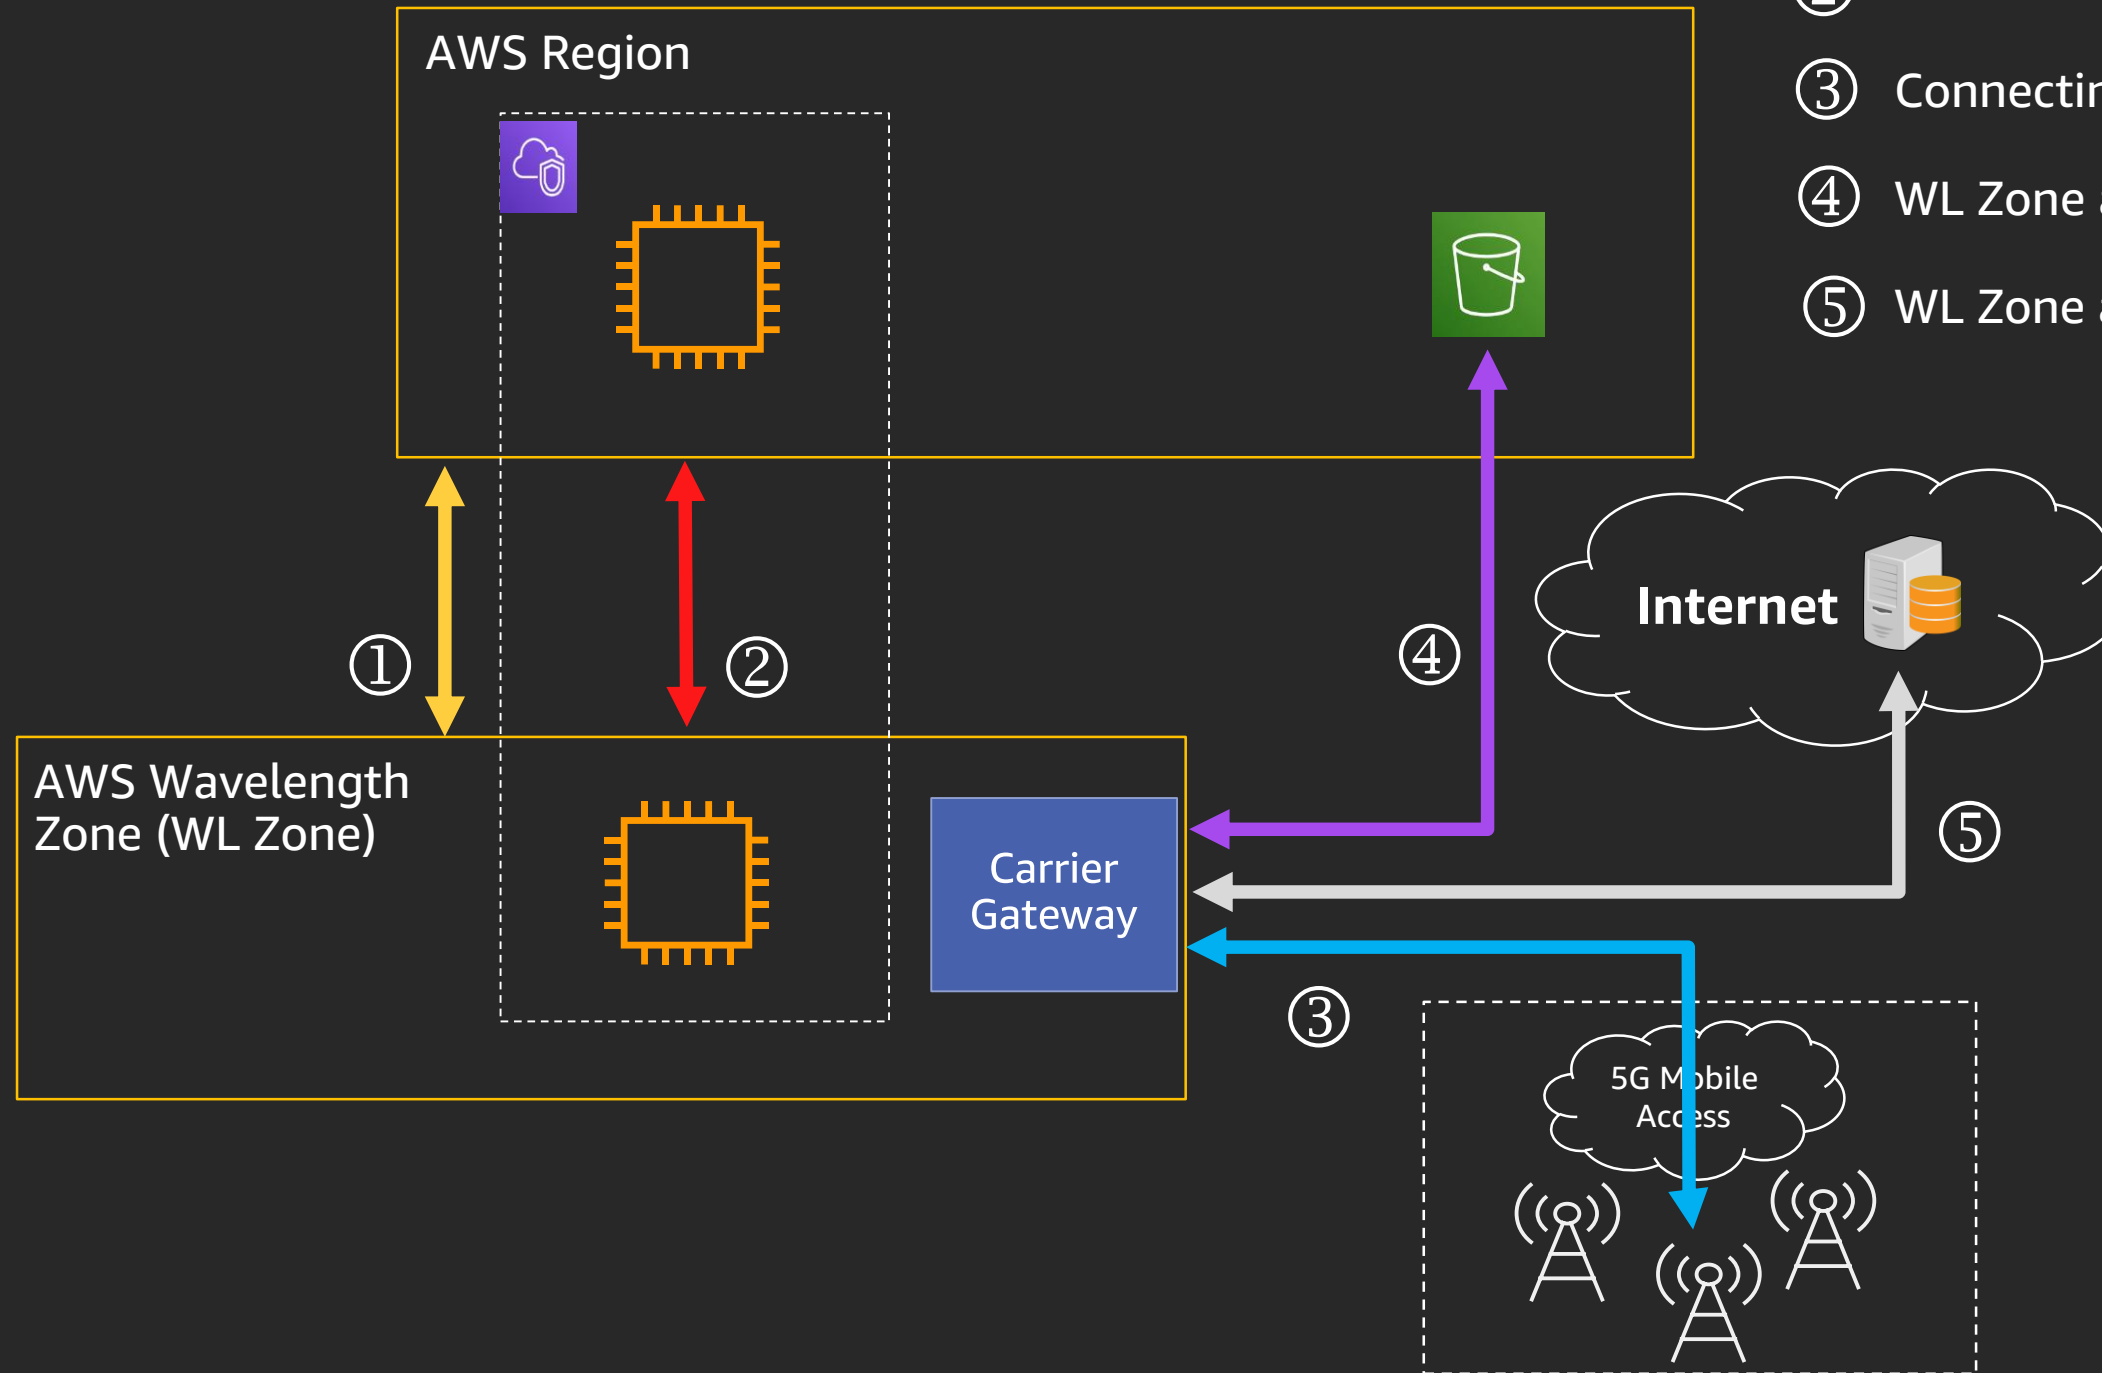 AWS Region
③ Connectin
④ WL Zone
⑤ WL Zone
Internet
①
②
④
⑤
AWS Wavelength
Zone (WL Zone)
Carrier
Gateway
③
5G Mobile
Access